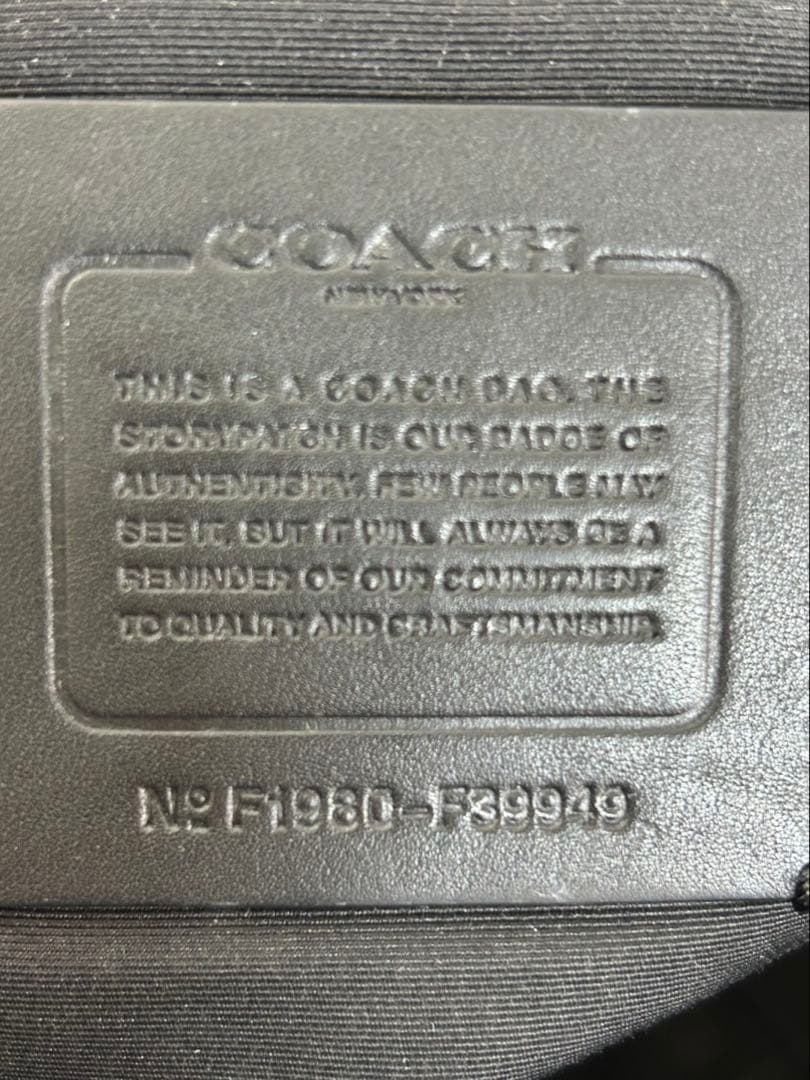 COACH
NEW YORK
THIS IS A COACH BAG. THE
STORYPATCH IS OUR BADGE OF
AUTHENTICITY. FEW PEOPLE MAY
SEE IT, BUT IT WILL ALWAYS BE A
REMINDER OF OUR COMMITMENT
TO QUALITY AND CRAFTSMANSHIP.
Nº F1980-F39949